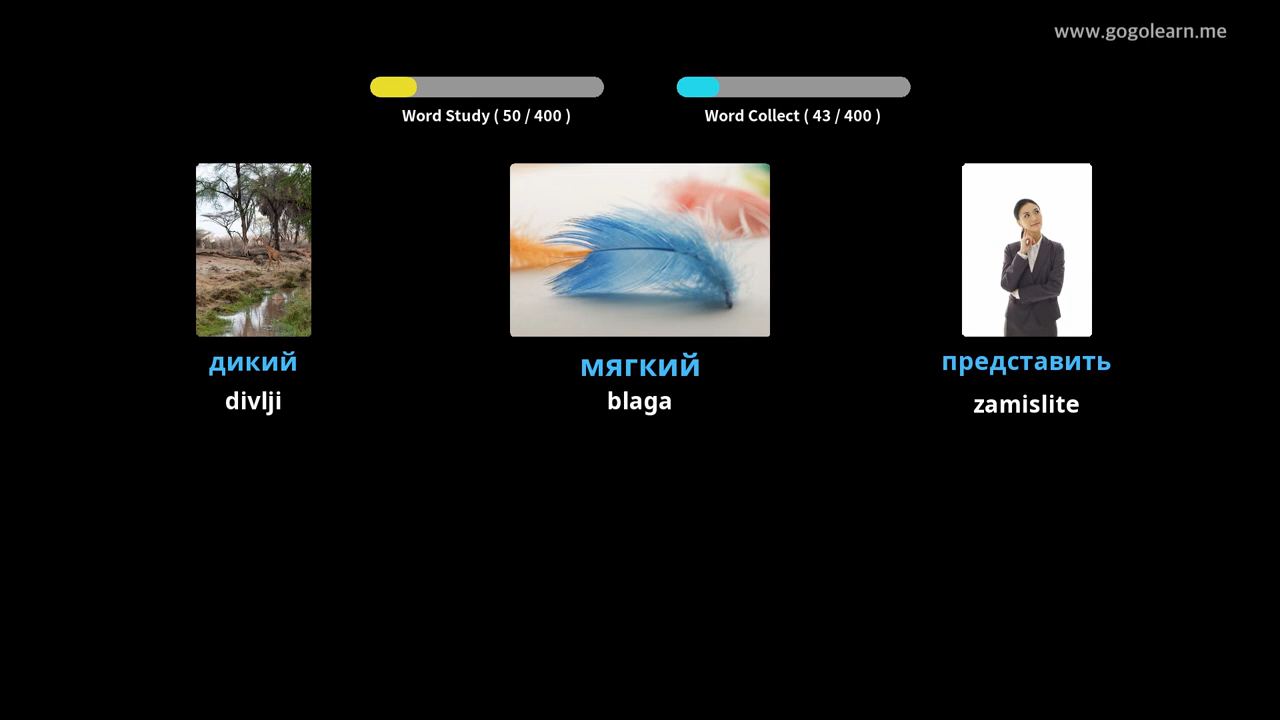 www.gogolearn.me
Word Study ( 50 / 400 )
Word Collect ( 43 / 400 )
дикий
мягкий
представить
divlji
blaga
zamislite